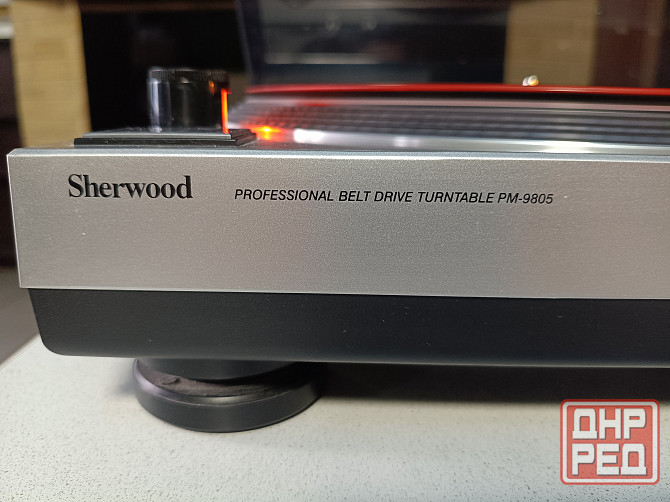 Sherwood
PROFESSIONAL BELT DRIVE TURNTABLE PM-9805
ДНР
РЕД